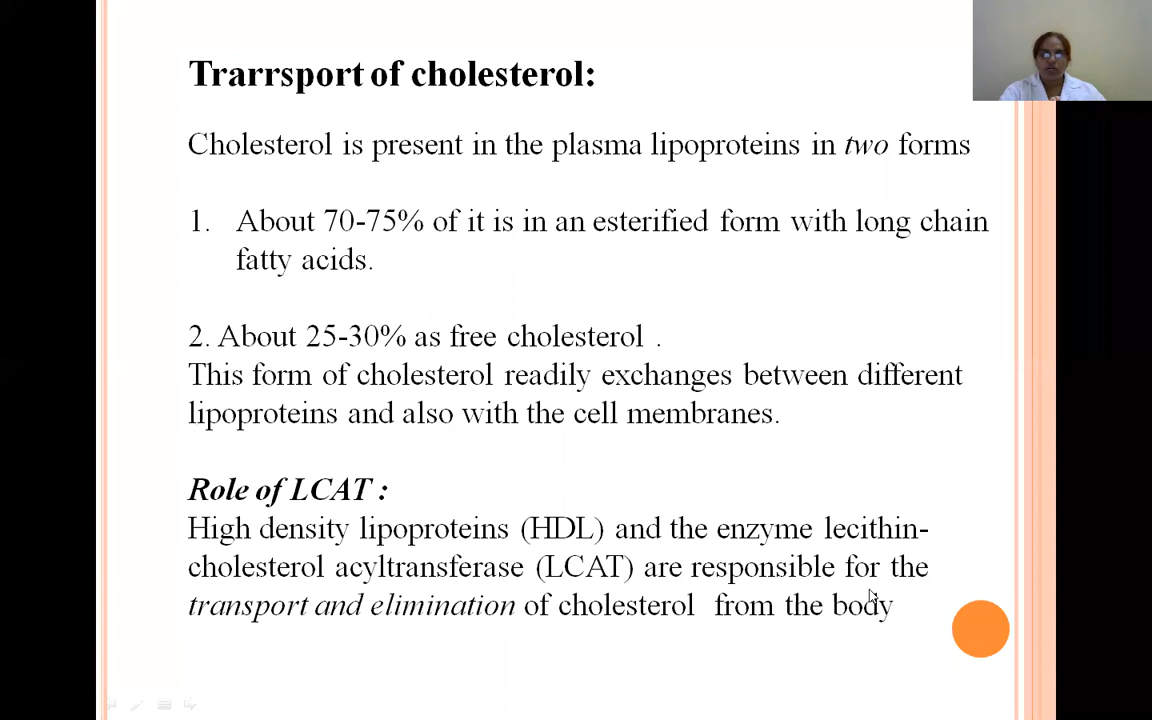 Trarrsport of cholesterol:
Cholesterol is present in the plasma lipoproteins in two forms
1. About 70-75% of it is in an esterified form with long chain
fatty acids.
2. About 25-30% as free cholesterol .
This form of cholesterol readily exchanges between different
lipoproteins and also with the cell membranes.
Role of LCAT :
High density lipoproteins (HDL) and the enzyme lecithin-
cholesterol acyltransferase (LCAT) are responsible for the
transport and elimination of cholesterol from the body